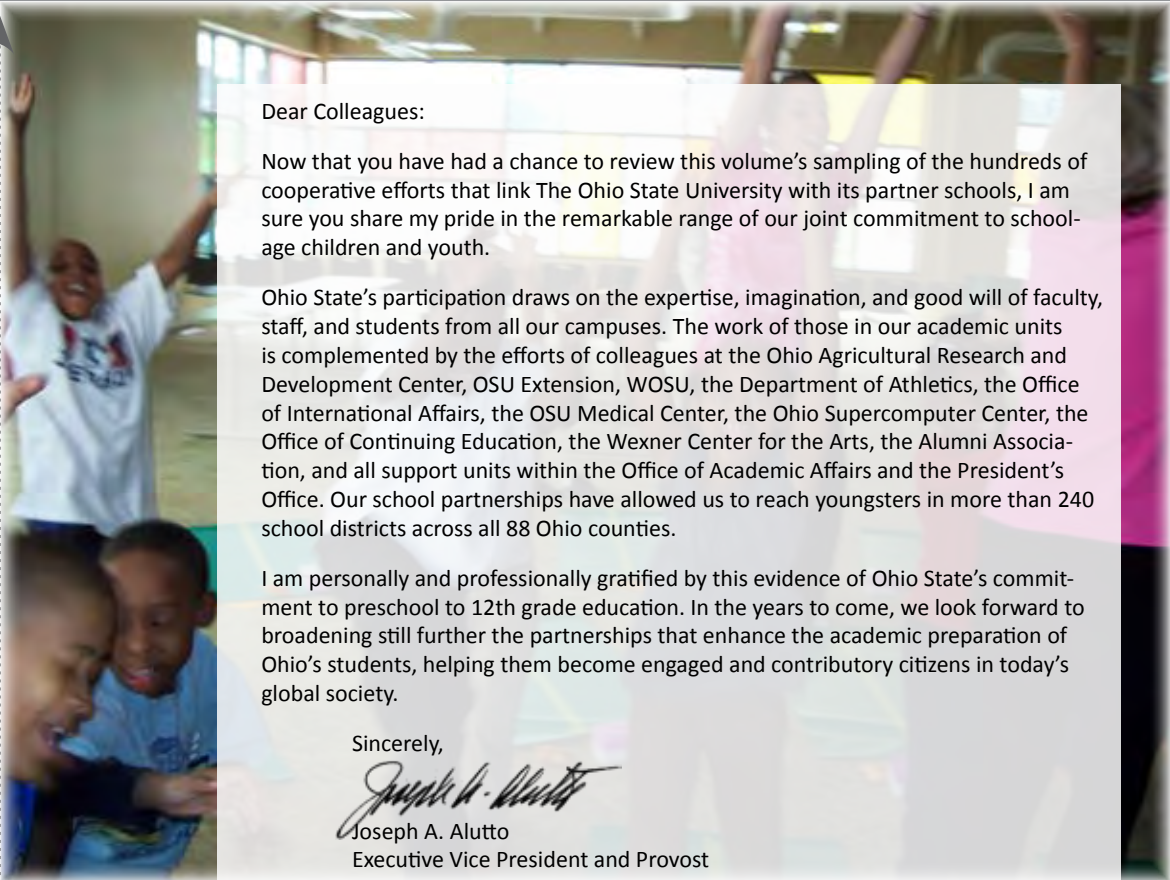 Dear Colleagues:
Now that you have had a chance to review this volume’s sampling of the hundreds of
cooperative efforts that link The Ohio State University with its partner schools, I am
sure you share my pride in the remarkable range of our joint commitment to school-
age children and youth.
Ohio State’s participation draws on the expertise, imagination, and good will of faculty,
staff, and students from all our campuses. The work of those in our academic units
is complemented by the efforts of colleagues at the Ohio Agricultural Research and
Development Center, OSU Extension, WOSU, the Department of Athletics, the Office
of International Affairs, the OSU Medical Center, the Ohio Supercomputer Center, the
Office of Continuing Education, the Wexner Center for the Arts, the Alumni Associa-
tion, and all support units within the Office of Academic Affairs and the President’s
Office. Our school partnerships have allowed us to reach youngsters in more than 240
school districts across all 88 Ohio counties.
I am personally and professionally gratified by this evidence of Ohio State’s commit-
ment to preschool to 12th grade education. In the years to come, we look forward to
broadening still further the partnerships that enhance the academic preparation of
Ohio’s students, helping them become engaged and contributory citizens in today’s
global society.
Sincerely,
Joseph A. Alutto
Joseph A. Alutto
Executive Vice President and Provost